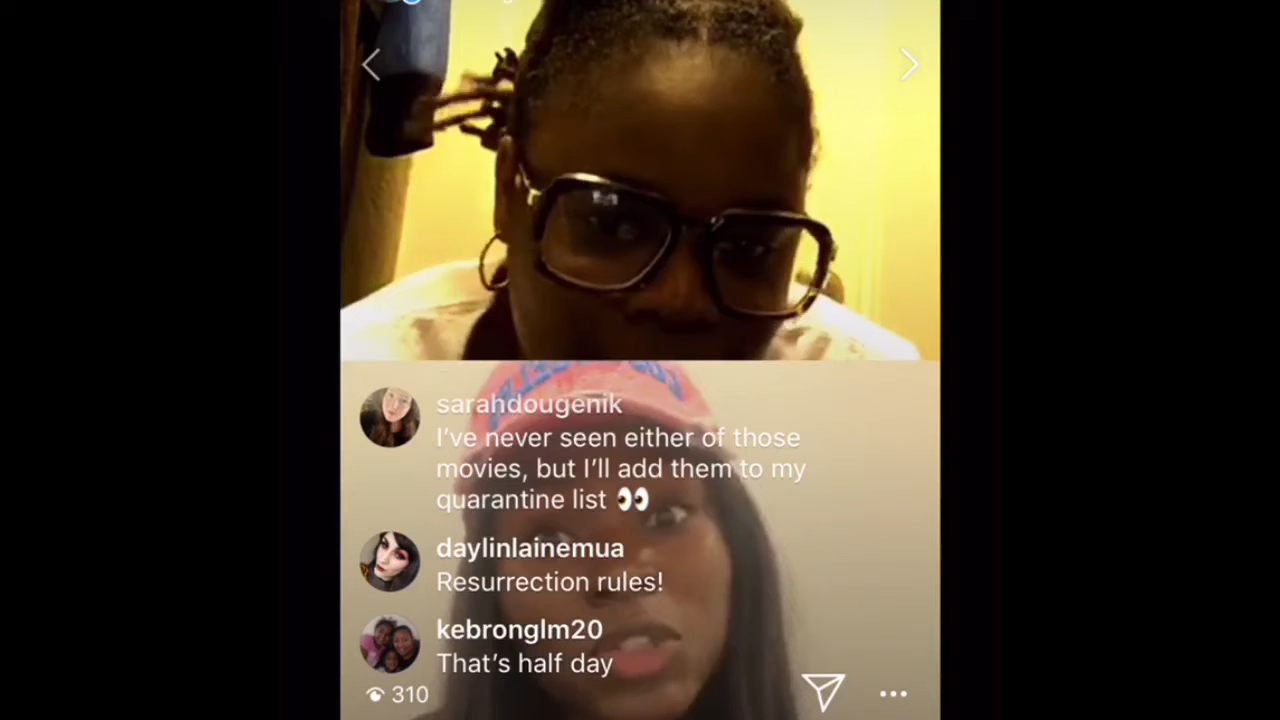 sarahdougenik
I’ve never seen either of those
movies, but I’ll add them to my
quarantine list 👀
daylinlainemua
Resurrection rules!
kebronglm20
That’s half day
310